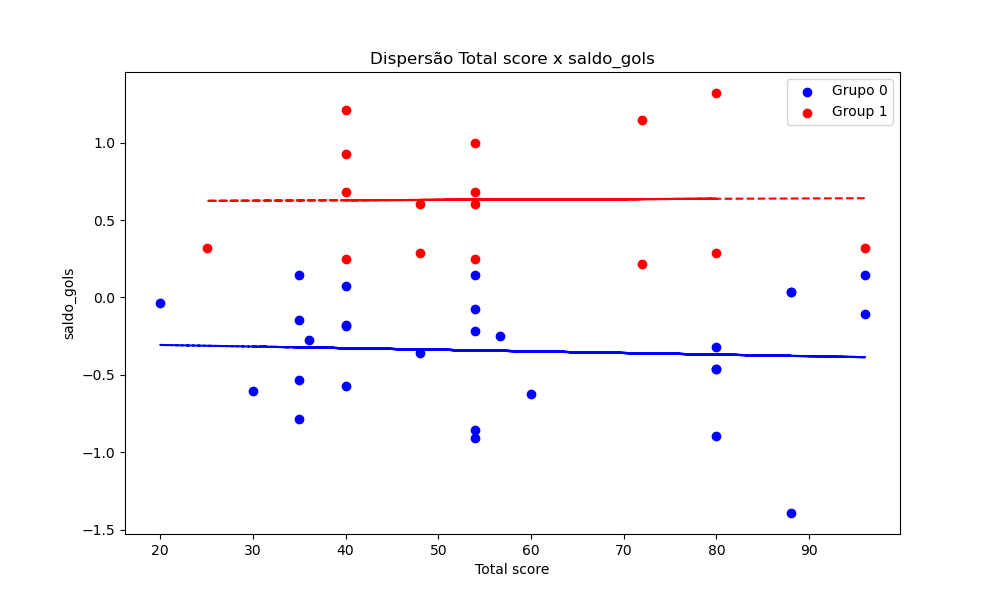 Dispersão Total score x saldo_gols
Grupo 0
Group 1
saldo_gols
1.0
0.5
0.0
−0.5
−1.0
−1.5
20 30 40 50 60 70 80 90
Total score